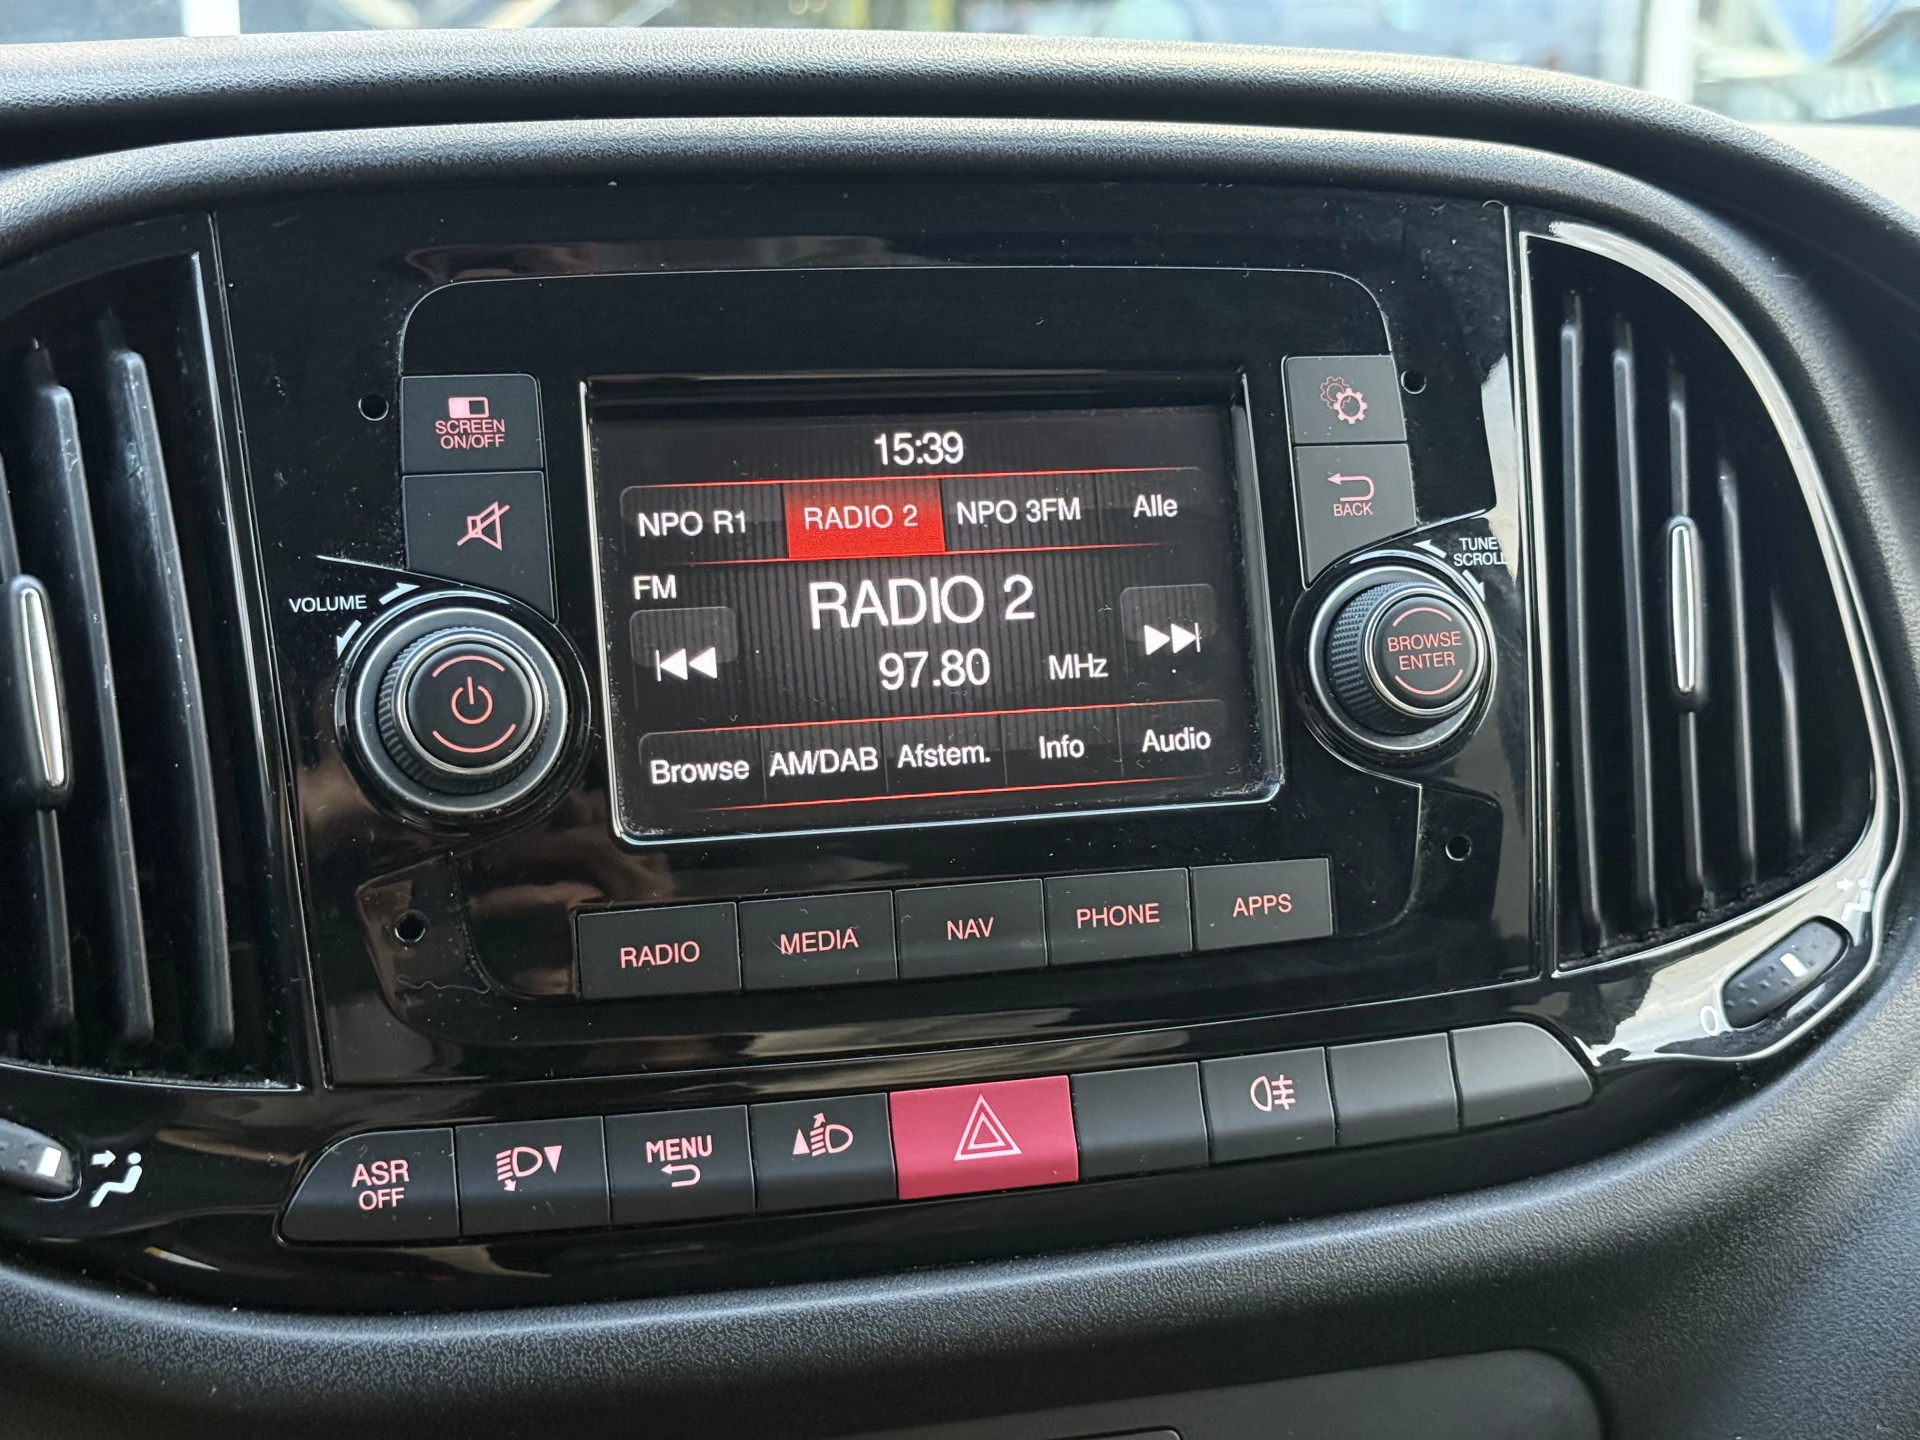 SCREEN
ON/OFF
VOLUME
15:39
NPO R1 RADIO 2 NPO 3FM Alle
FM
RADIO 2
97.80 MHz
Browse AM/DAB Afstem. Info Audio
BACK
TUNE
SCROLL
BROWSE
ENTER
RADIO MEDIA NAV PHONE APPS
ASR
OFF
MENU